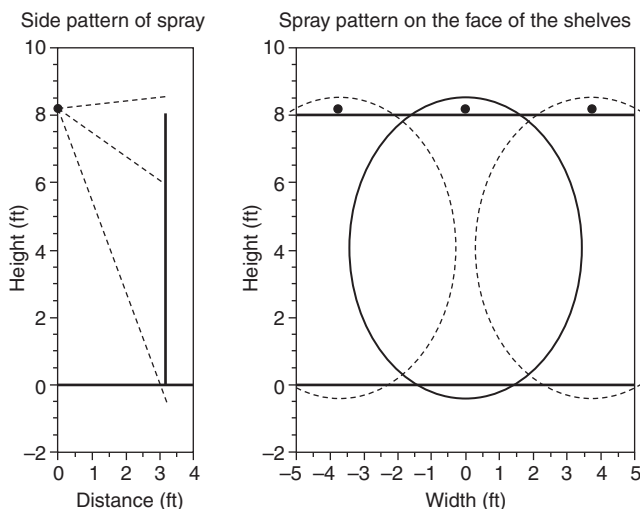 Side pattern of spray
10
8
6
4
2
0
–2
Height (ft)
0 1 2 3 4
Distance (ft)
Spray pattern on the face of the shelves
10
8
6
4
2
0
–2
Height (ft)
–5 –4 –3 –2 –1 0 1 2 3 4 5
Width (ft)